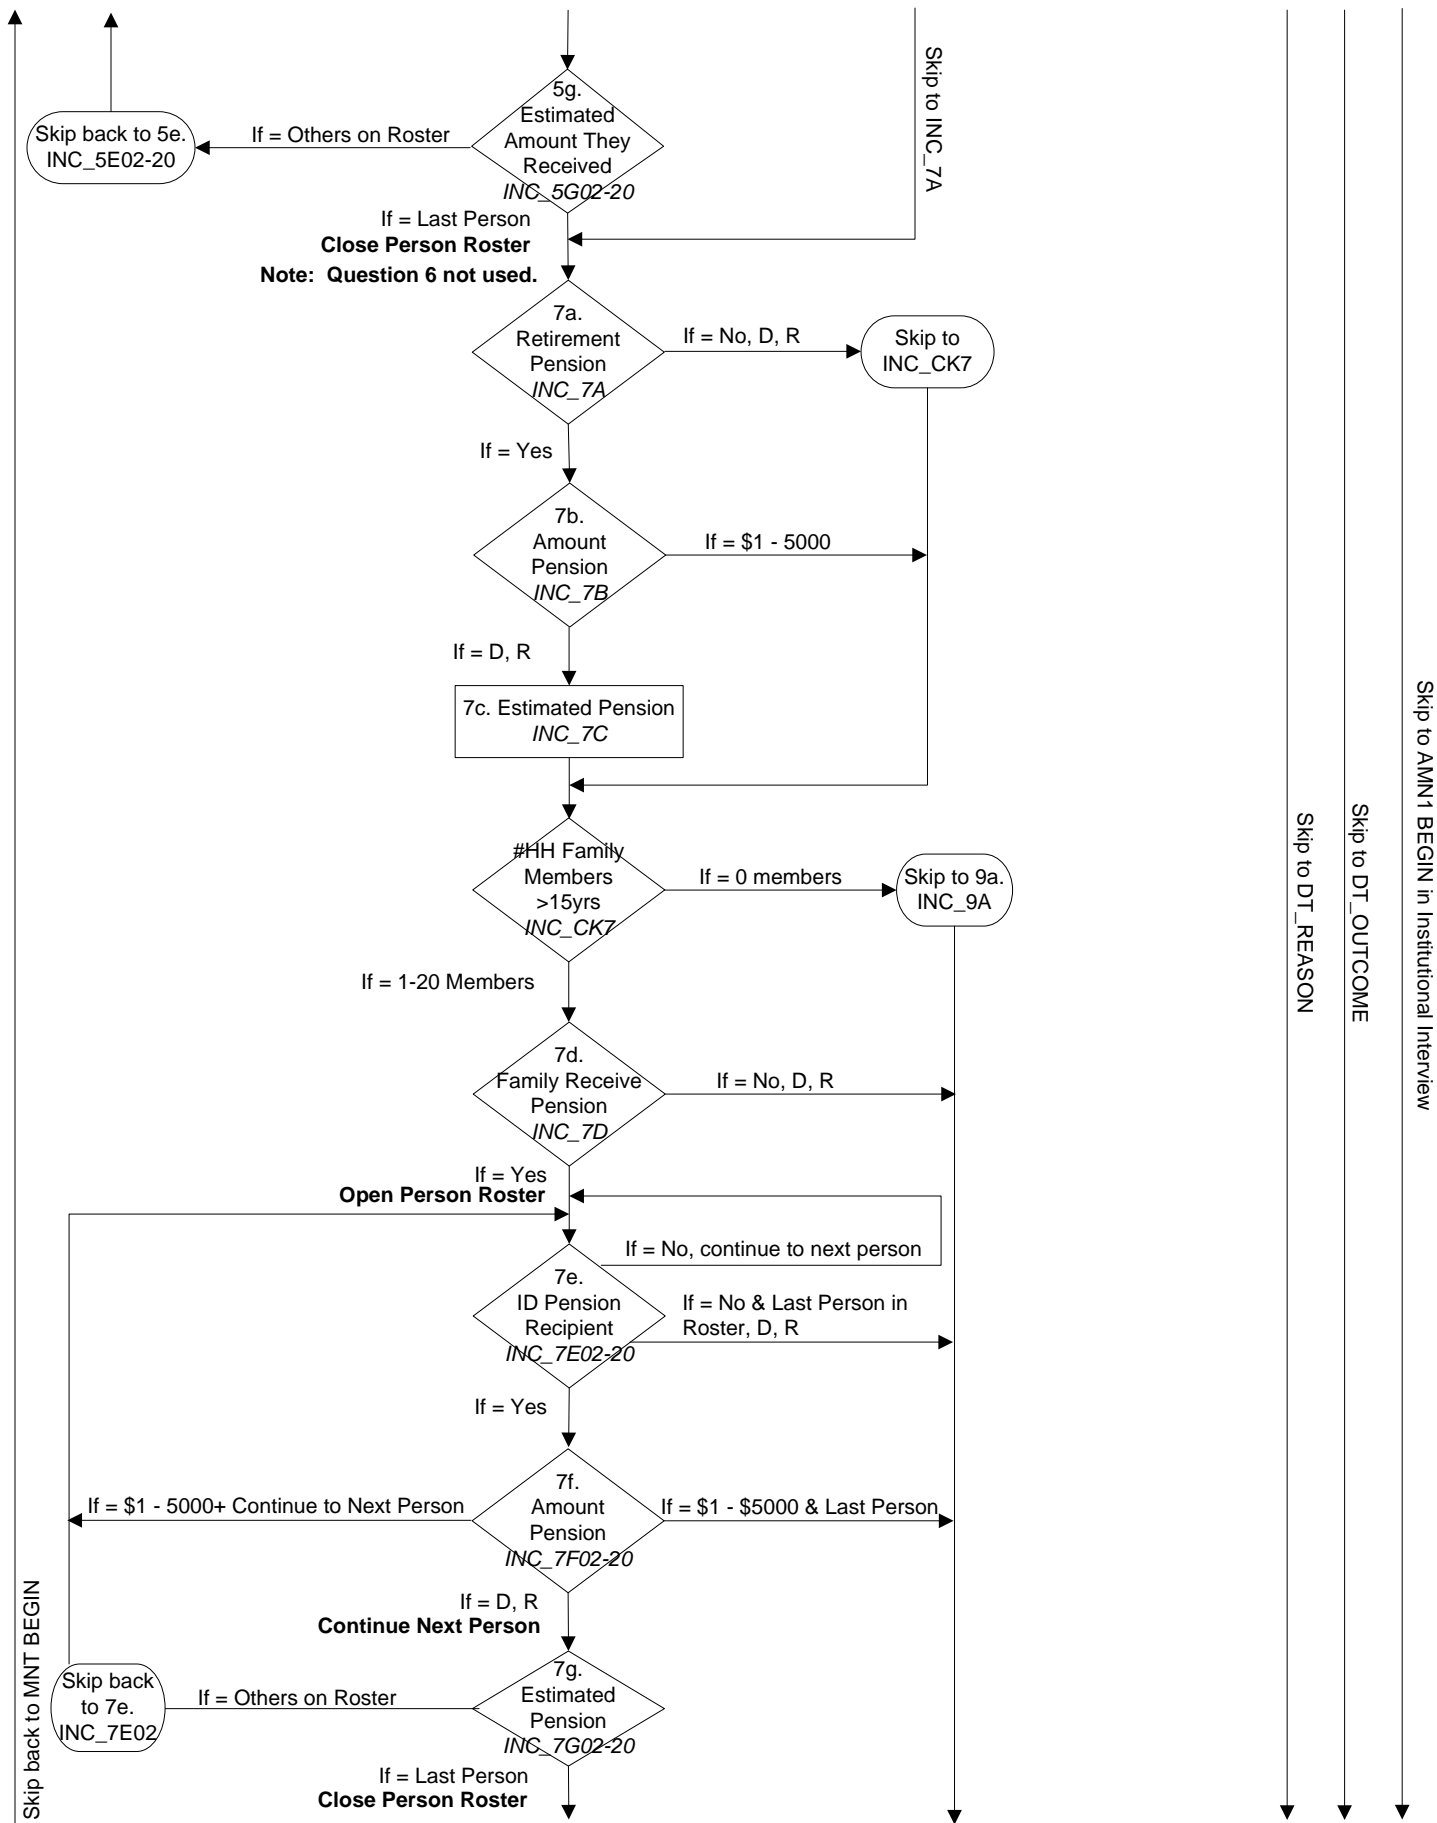 5g.
Estimated
Amount They
Received
INC_5G02-20
If = Others on Roster
Skip back to 5e.
INC_5E02-20
Skip to INC_7A
If = Last Person
Close Person Roster
Note:  Question 6 not used.
7a.
Retirement
Pension
INC_7A
If = No, D, R
Skip to
INC_CK7
If = Yes
7b.
Amount
Pension
INC_7B
If = $1 - 5000
If = D, R
7c. Estimated Pension
INC_7C
#HH Family
Members
>15yrs
INC_CK7
If = 0 members
Skip to 9a.
INC_9A
If = 1-20 Members
7d.
Family Receive
Pension
INC_7D
If = No, D, R
If = Yes
Open Person Roster
If = No, continue to next person
7e.
ID Pension
Recipient
INC_7E02-20
If = No & Last Person in
Roster, D, R
If = Yes
7f.
Amount
Pension
INC_7F02-20
If = $1 - 5000+ Continue to Next Person
If = $1 - $5000 & Last Person
If = D, R
Continue Next Person
7g.
Estimated
Pension
INC_7G02-20
If = Others on Roster
Skip back
to 7e.
INC_7E02
If = Last Person
Close Person Roster
Skip back to MNT BEGIN
Skip to DT_REASON
Skip to DT_OUTCOME
Skip to AMN1 BEGIN in Institutional Interview